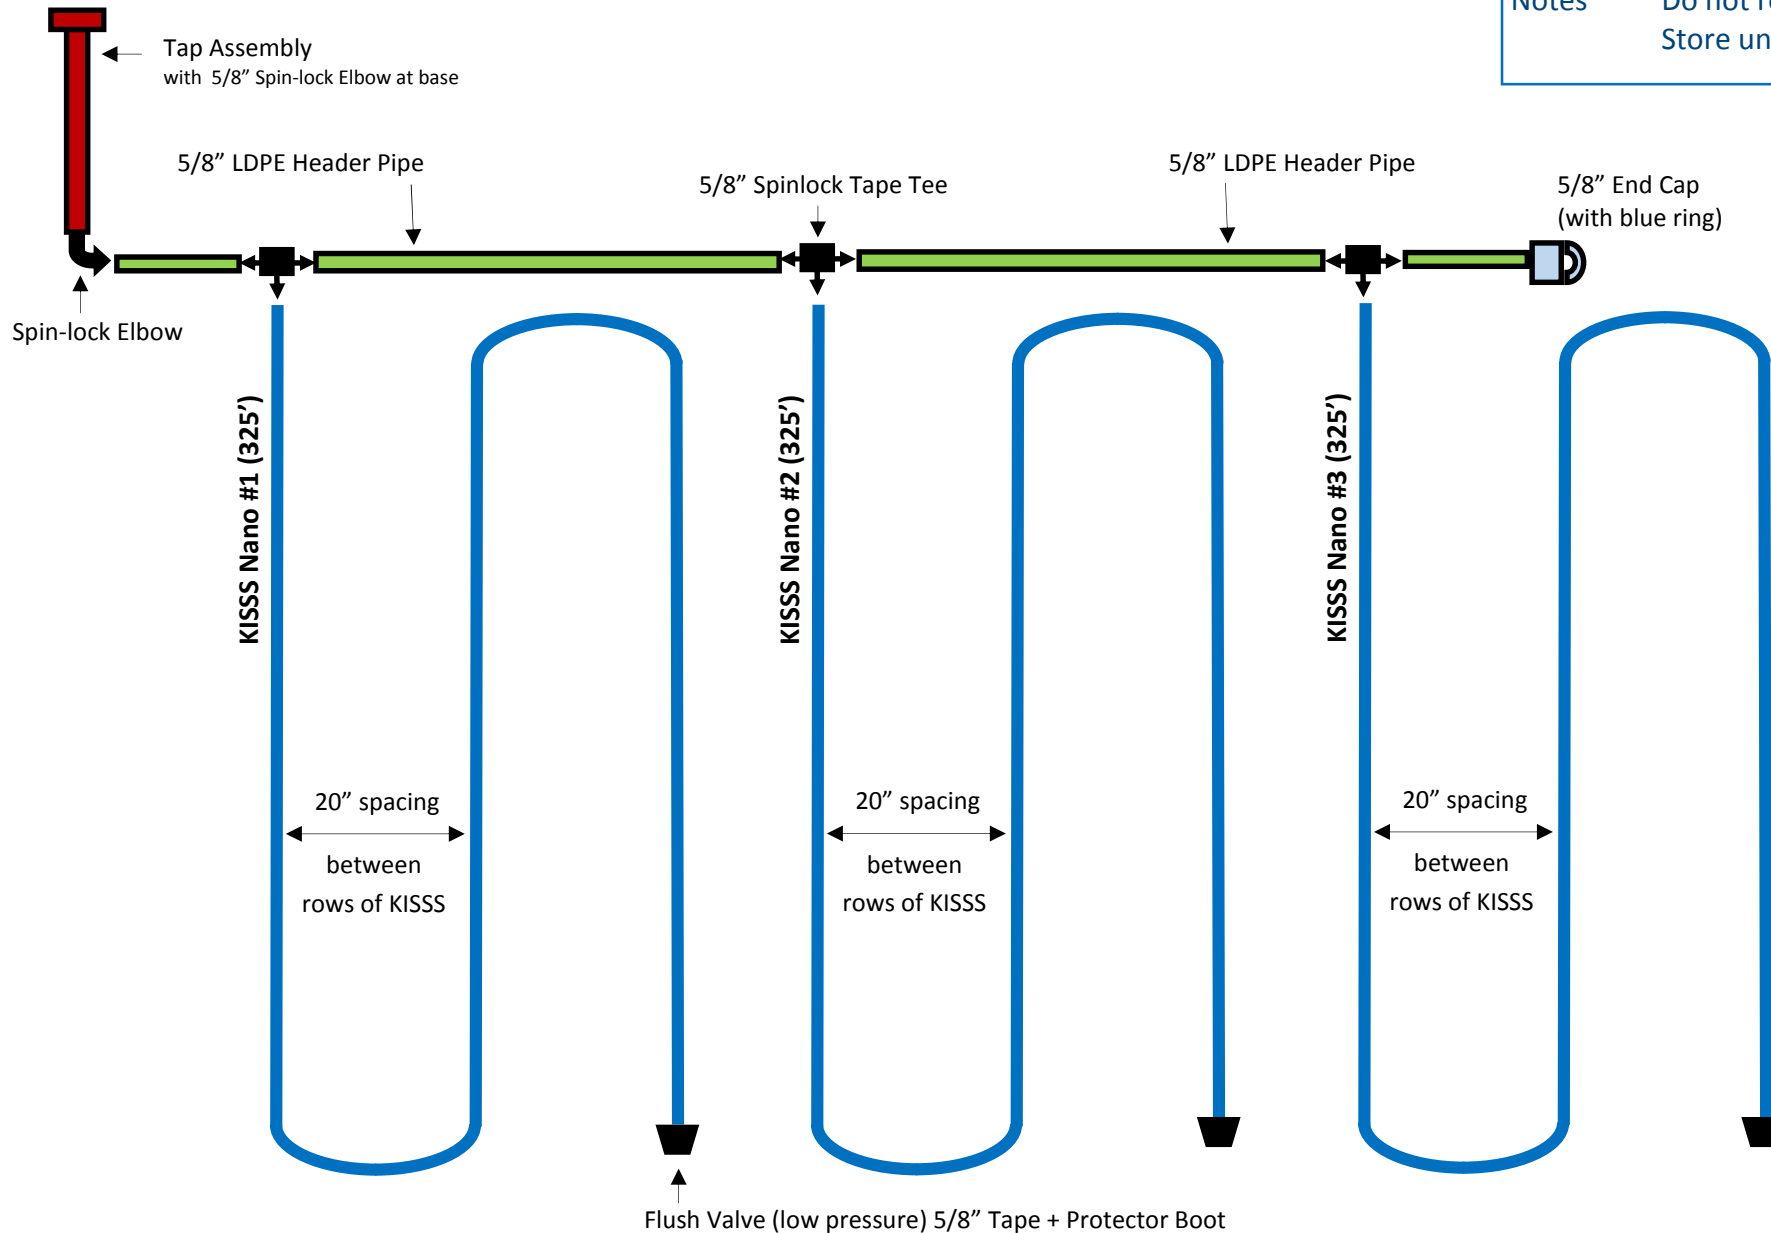 Notes Do not
Store
Tap Assembly
with 5/8” Spin-lock Elbow at base
5/8” LDPE Header Pipe
5/8” Spinlock Tape Tee
5/8” LDPE Header Pipe
5/8” End Cap
(with blue ring)
Spin-lock Elbow
KISSS Nano #1 (325’)
KISSS Nano #2 (325’)
KISSS Nano #3 (325’)
20” spacing
between
rows of KISSS
20” spacing
between
rows of KISSS
20” spacing
between
rows of KISSS
Flush Valve (low pressure) 5/8” Tape + Protector Boot